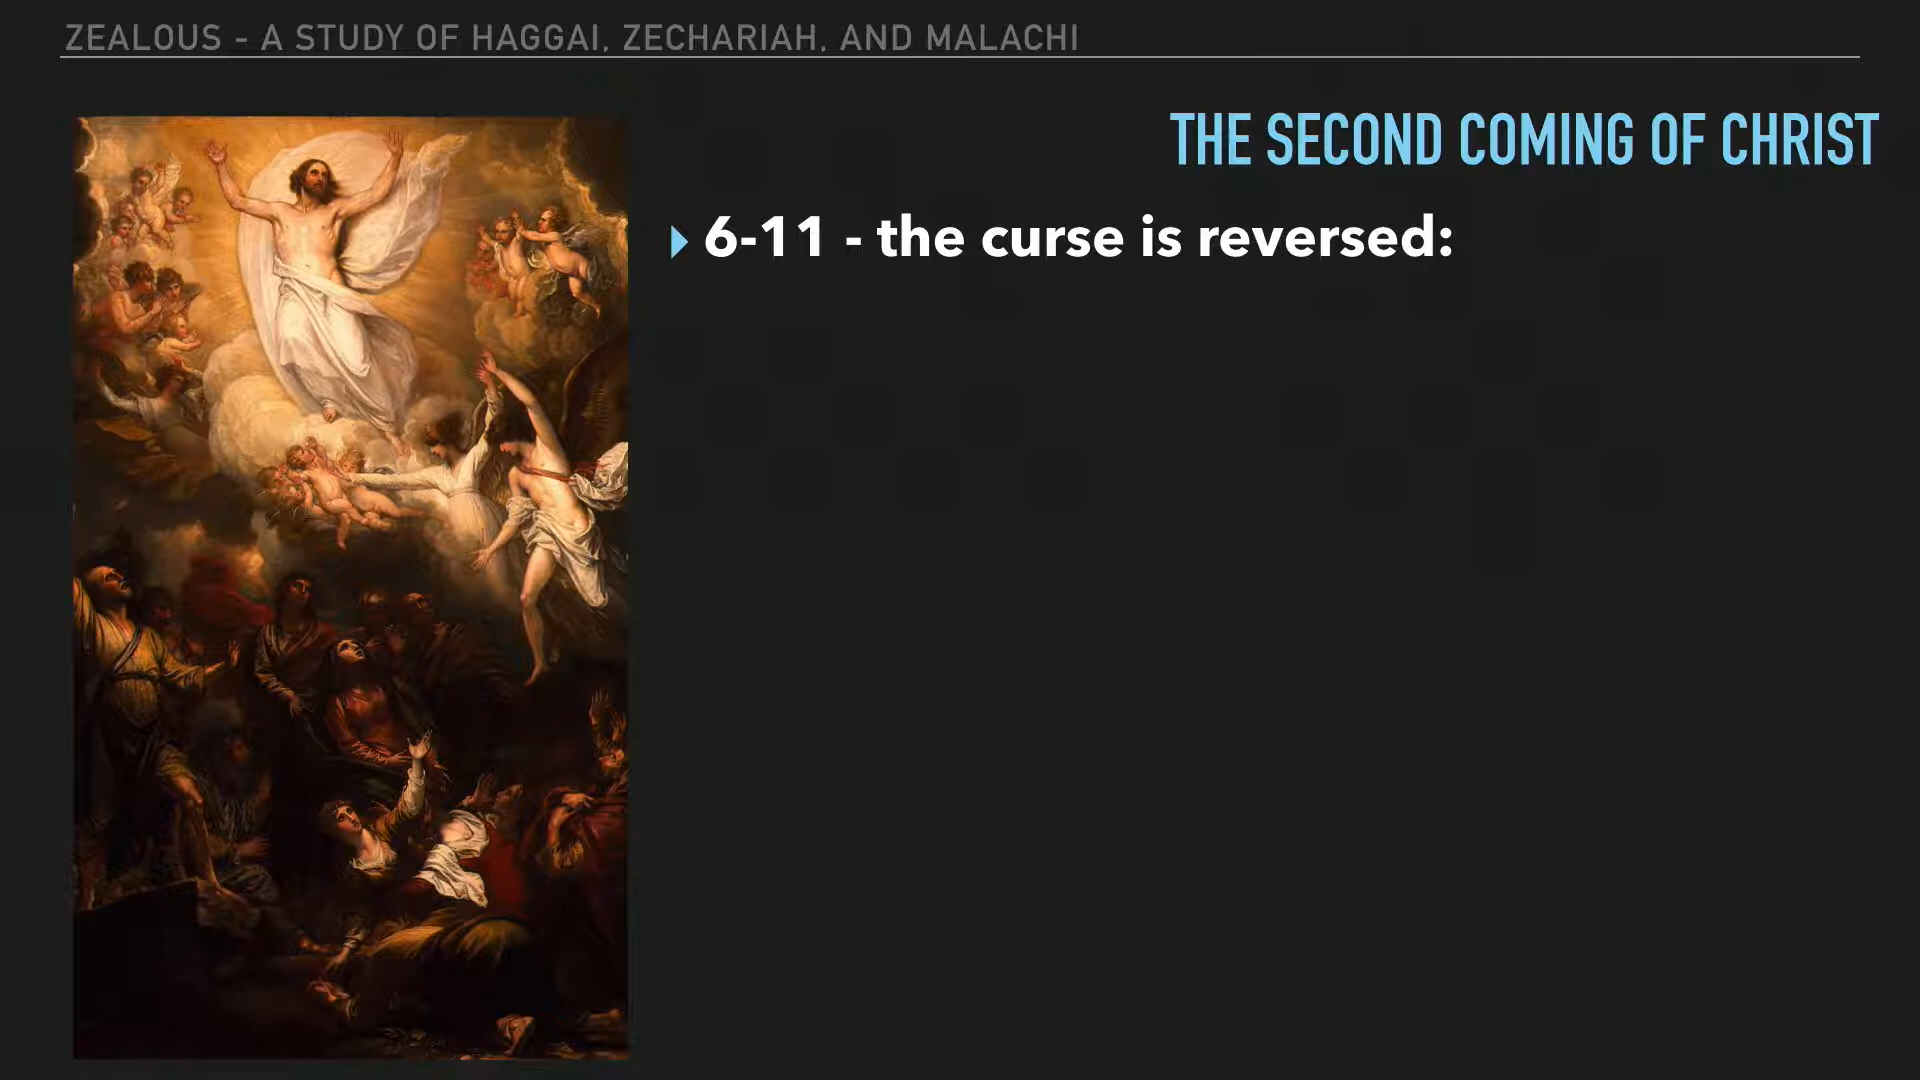 ZEALOUS - A STUDY OF HAGGAI, ZECHARIAH, AND MALACHI
THE SECOND COMING OF CHRIST
6-11 - the curse is reversed: